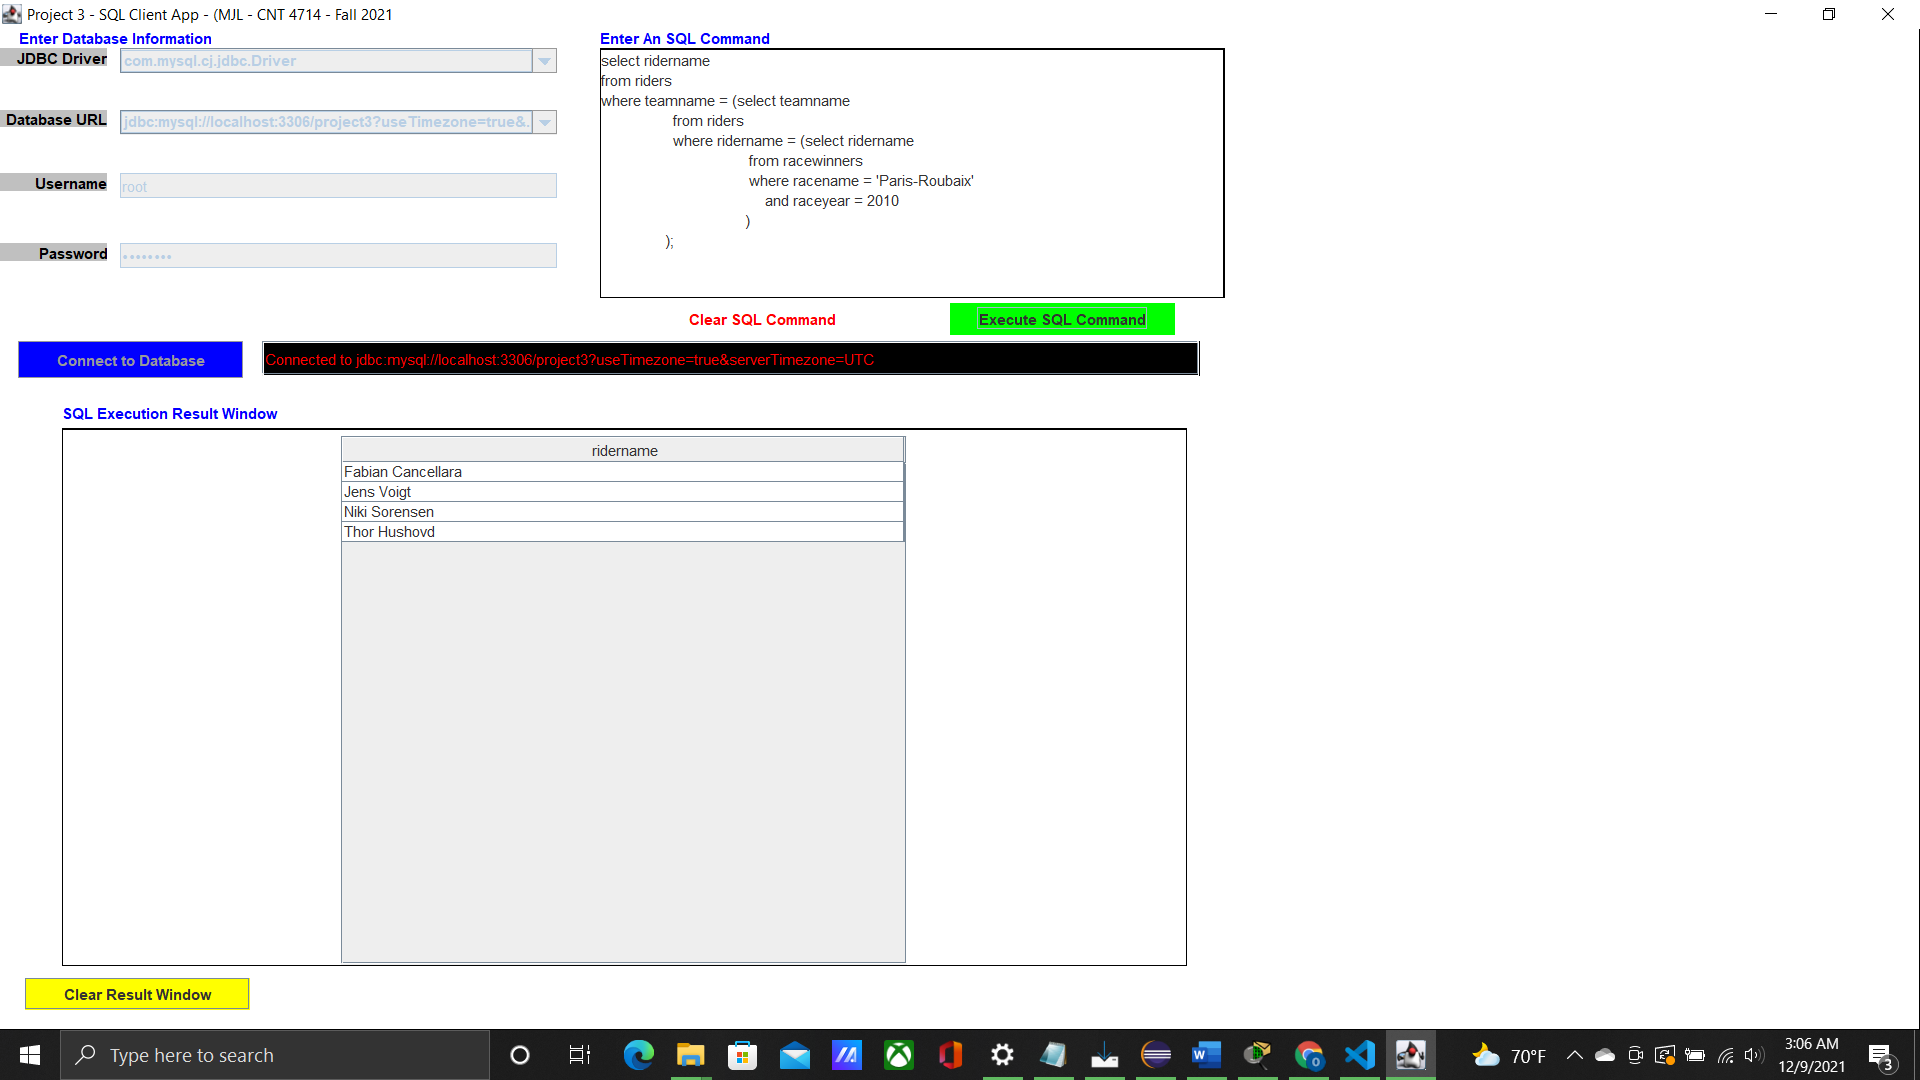 Project 3 - SQL Client App - (MJL - CNT 4714 - Fall 2021
Enter Database Information
JDBC Driver
com.mysql.cj.jdbc.Driver
Database URL
jdbc:mysql://localhost:3306/project3?useTimezone=true&...
Username
root
Password
Enter An SQL Command
select ridername
from riders
where teamname = (select teamname
from riders
where ridername = (select ridername
from racewinners
where racename = 'Paris-Roubaix'
and raceyear = 2010
)
);
Clear SQL Command
Execute SQL Command
Connect to Database
Connected to jdbc:mysql://localhost:3306/project3?useTimezone=true&serverTimezone=UTC
SQL Execution Result Window
ridername
Fabian Cancellara
Jens Voigt
Niki Sorensen
Thor Hushovd
Clear Result Window
Type here to search
70°F
3:06 AM
12/9/2021
3